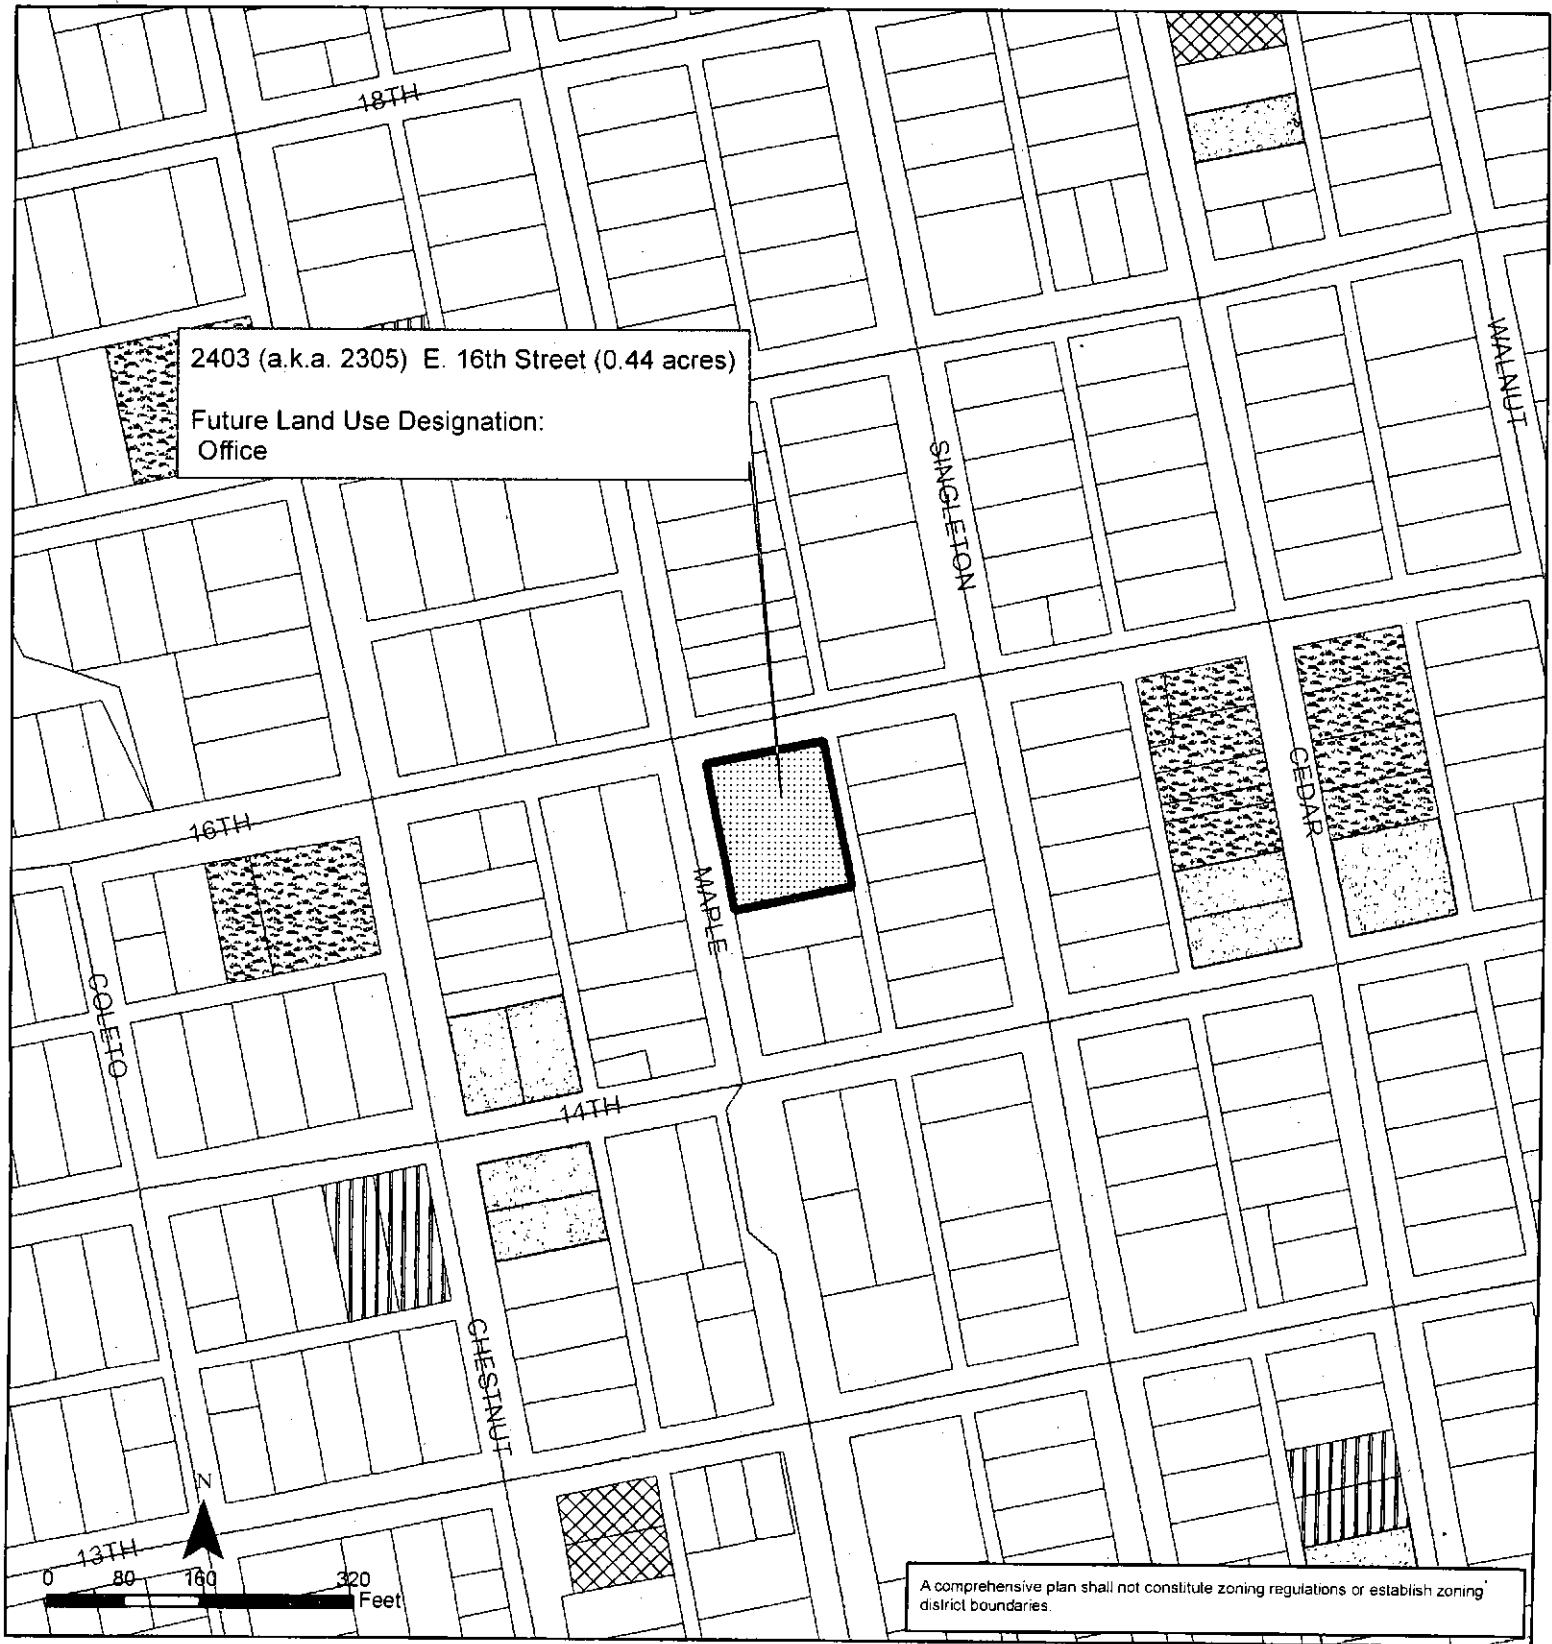 18TH
2403 (a.k.a. 2305) E. 16th Street (0.44 acres)
Future Land Use Designation:
Office
WALNUT
SINGLETON
CEDAR
16TH
MAPLE
COLETO
14TH
CHESTNUT
N
13TH
0 80 160 320
Feet
A comprehensive plan shall not constitute zoning regulations or establish zoning
district boundaries.